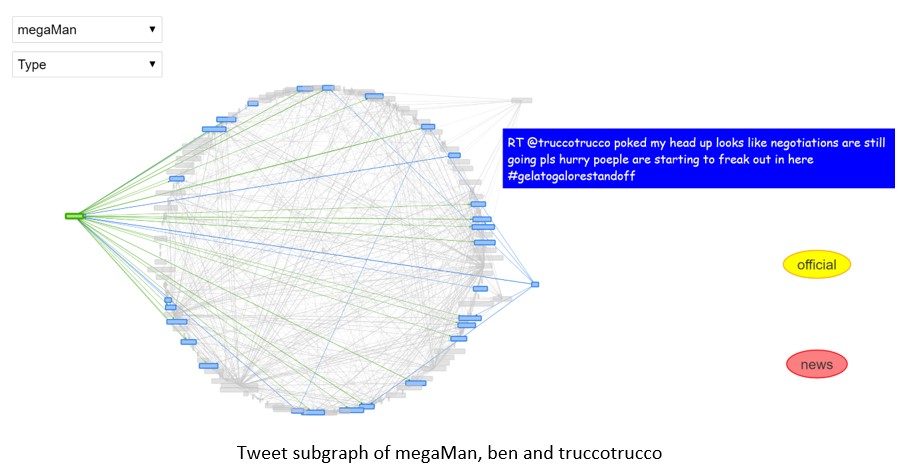 megaMan
Type
RT @truccotrucco poked my head up looks like negotiations are still
going pls hurry poeple are starting to freak out in here
#gelatogalorestandoff
official
news
Tweet subgraph of megaMan, ben and truccotrucco